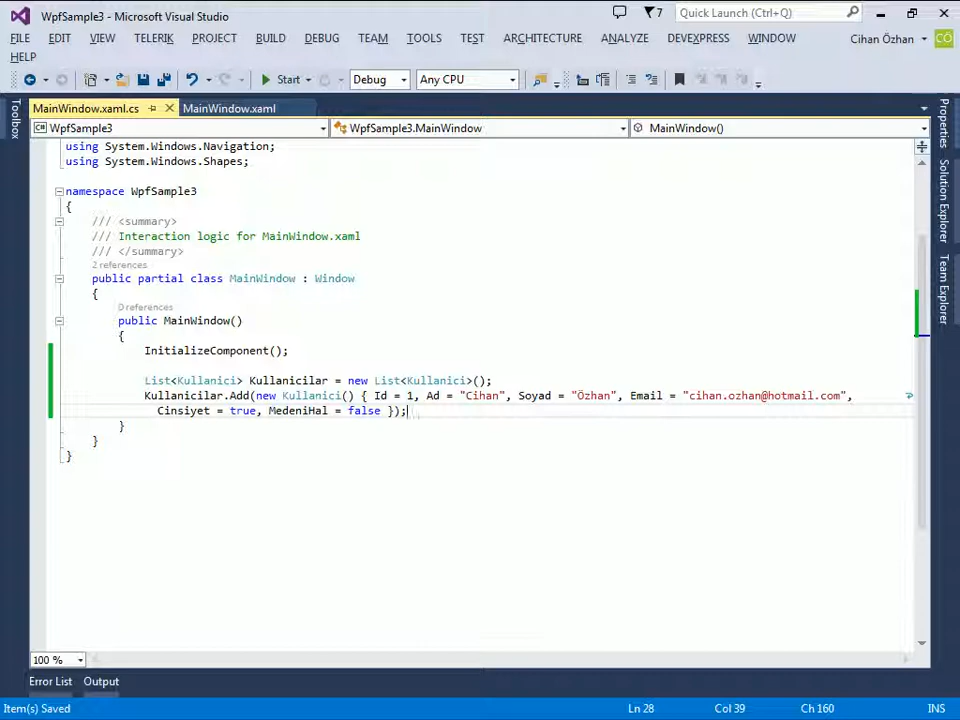 WpfSample3 - Microsoft Visual Studio
7
Quick Launch (Ctrl+Q)
FILE EDIT VIEW TELERIK PROJECT BUILD DEBUG TEAM TOOLS TEST ARCHITECTURE ANALYZE DEVEXPRESS WINDOW
Cihan Özhan
CÖ
HELP
Start
Debug
Any CPU
Toolbox
MainWindow.xaml.cs
MainWindow.xaml
WpfSample3
WpfSample3.MainWindow
MainWindow()
using System.Windows.Navigation;
using System.Windows.Shapes;
namespace WpfSample3
{
/// <summary>
/// Interaction logic for MainWindow.xaml
/// </summary>
2 references
public partial class MainWindow : Window
{
0 references
public MainWindow()
{
InitializeComponent();
List<Kullanici> Kullanicilar = new List<Kullanici>();
Kullanicilar.Add(new Kullanici() { Id = 1, Ad = "Cihan", Soyad = "Özhan", Email = "cihan.ozhan@hotmail.com",
Cinsiyet = true, MedeniHal = false });
}
}
}
Properties
Solution Explorer
Team Explorer
100 %
Error List
Output
Item(s) Saved
Ln 28
Col 39
Ch 160
INS